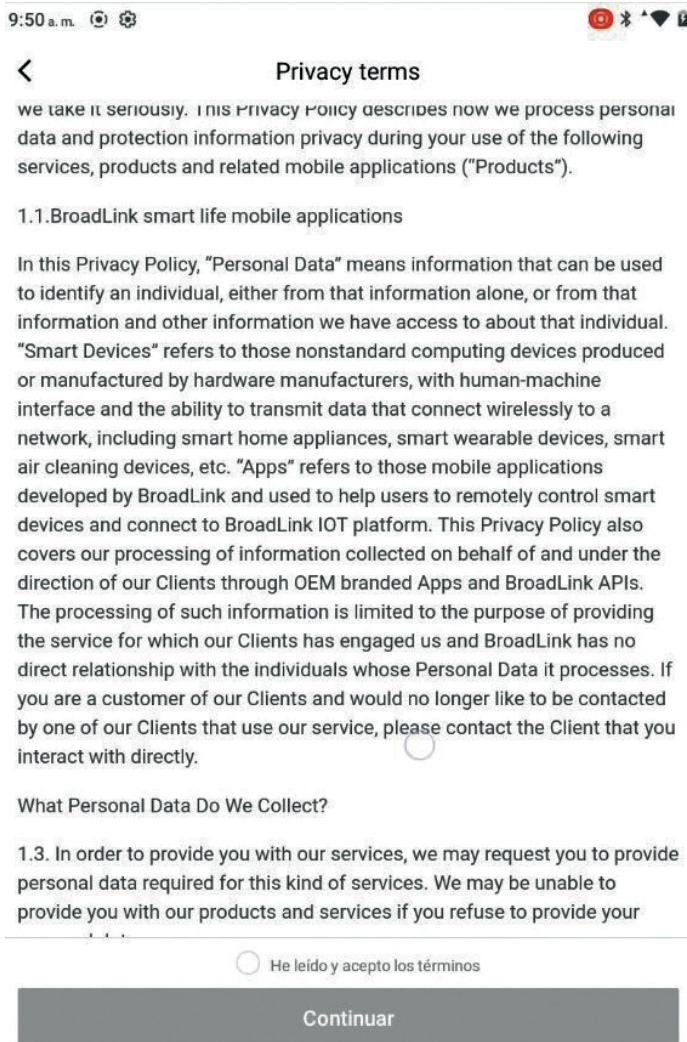 9:50 a. m.
Privacy terms
we take it seriously. This Privacy Policy describes how we process personal
data and protection information privacy during your use of the following
services, products and related mobile applications ("Products").
1.1.BroadLink smart life mobile applications
In this Privacy Policy, “Personal Data” means information that can be used
to identify an individual, either from that information alone, or from that
information and other information we have access to about that individual.
“Smart Devices” refers to those nonstandard computing devices produced
or manufactured by hardware manufacturers, with human-machine
interface and the ability to transmit data that connect wirelessly to a
network, including smart home appliances, smart wearable devices, smart
air cleaning devices, etc. “Apps” refers to those mobile applications
developed by BroadLink and used to help users to remotely control smart
devices and connect to BroadLink IOT platform. This Privacy Policy also
covers our processing of information collected on behalf of and under the
direction of our Clients through OEM branded Apps and BroadLink APIs.
The processing of such information is limited to the purpose of providing
the service for which our Clients has engaged us and BroadLink has no
direct relationship with the individuals whose Personal Data it processes. If
you are a customer of our Clients and would no longer like to be contacted
by one of our Clients that use our service, please contact the Client that you
interact with directly.
What Personal Data Do We Collect?
1.3. In order to provide you with our services, we may request you to provide
personal data required for this kind of services. We may be unable to
provide you with our products and services if you refuse to provide your
He leído y acepto los términos
Continuar